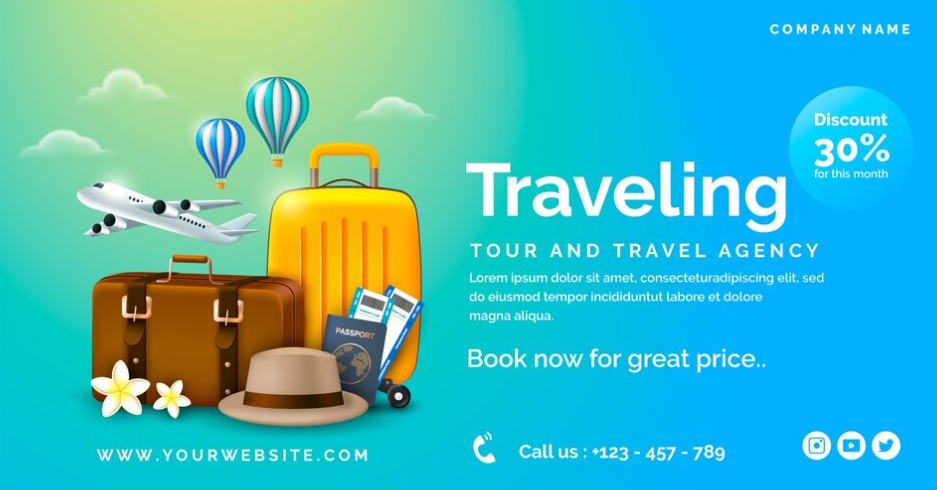 COMPANY NAME
Discount
30%
for this month
Traveling
TOUR AND TRAVEL AGENCY
Lorem ipsum dolor sit amet, consecteturadipiscing elit, sed
do eiusmod tempor incididuntut labore et dolore
magna aliqua.
PASSPORT
Book now for great price..
WWW.YOURWEBSITE.COM
Call us : +123 - 457 - 789